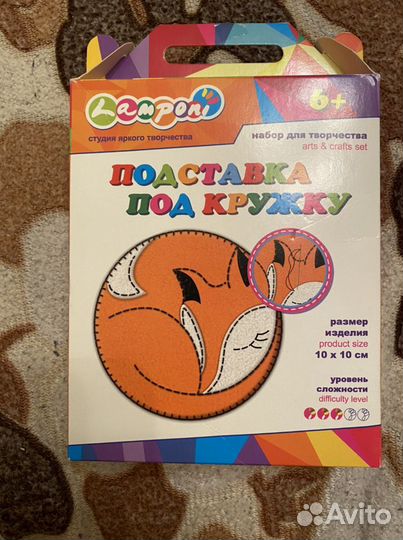 Lamponi
студия яркого творчества
6+
набор для творчества
arts & crafts set
ПОДСТАВКА
ПОД КРУЖКУ
размер
изделия
product size
10 x 10 см
уровень
сложности
difficulty level
Avito